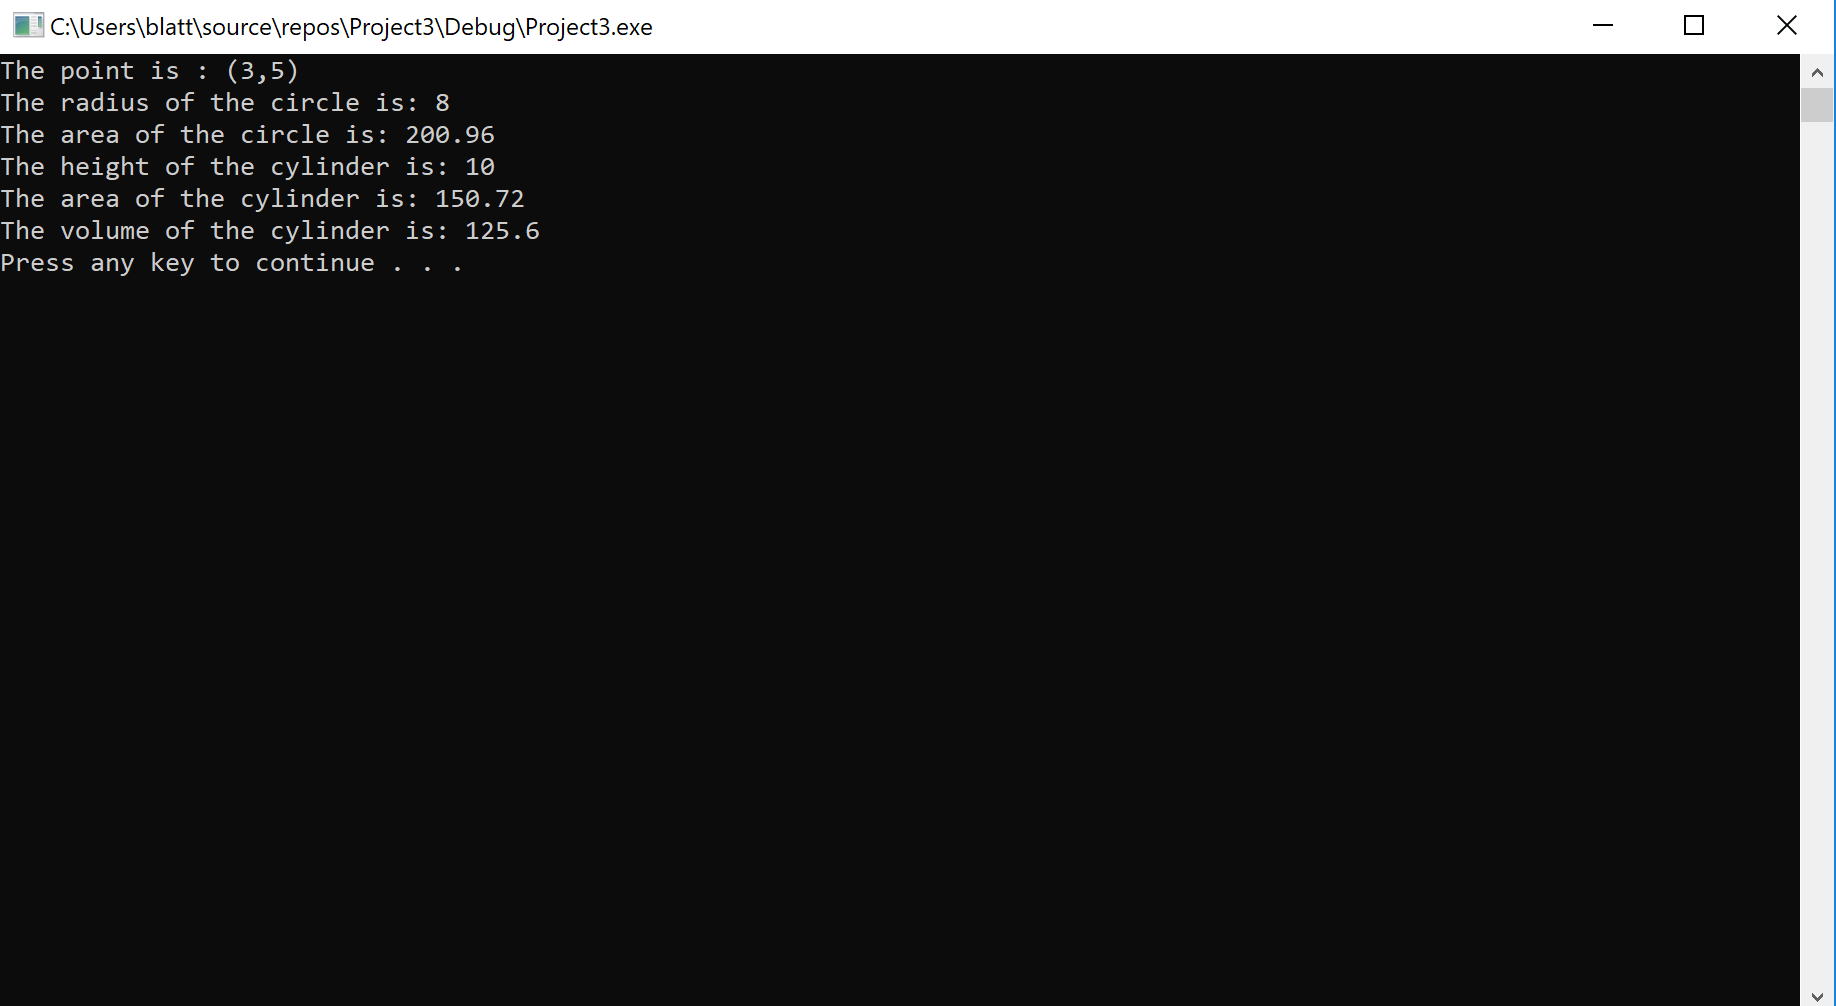 C:\Users\blatt\source\repos\Project3\Debug\Project3.exe
The point is : (3,5)
The radius of the circle is: 8
The area of the circle is: 200.96
The height of the cylinder is: 10
The area of the cylinder is: 150.72
The volume of the cylinder is: 125.6
Press any key to continue . . .